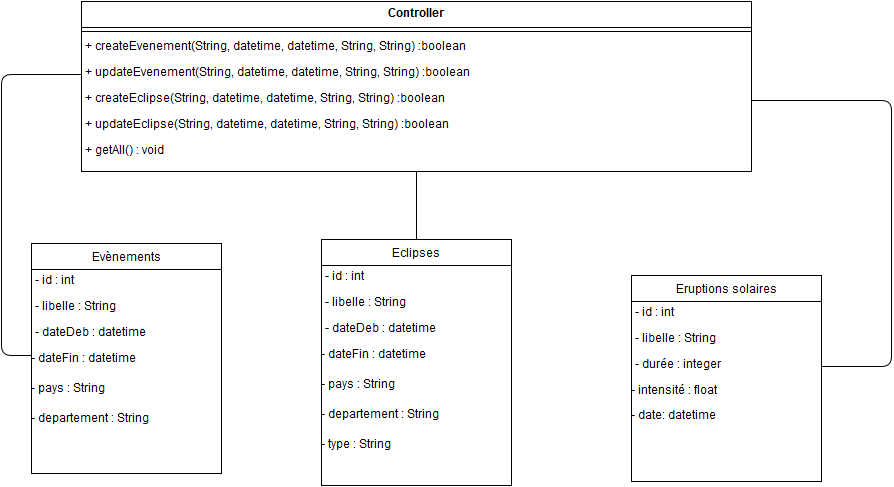 Controller
+ createEvenement(String, datetime, datetime, String, String) :boolean
+ updateEvenement(String, datetime, datetime, String, String) :boolean
+ createEclipse(String, datetime, datetime, String, String) :boolean
+ updateEclipse(String, datetime, datetime, String, String) :boolean
+ getAll() : void
Evènements
- id : int
- libelle : String
- dateDeb : datetime
- dateFin : datetime
- pays : String
- departement : String
Eclipses
- id : int
- libelle : String
- dateDeb : datetime
- dateFin : datetime
- pays : String
- departement : String
- type : String
Eruptions solaires
- id : int
- libelle : String
- durée : integer
- intensité : float
- date: datetime